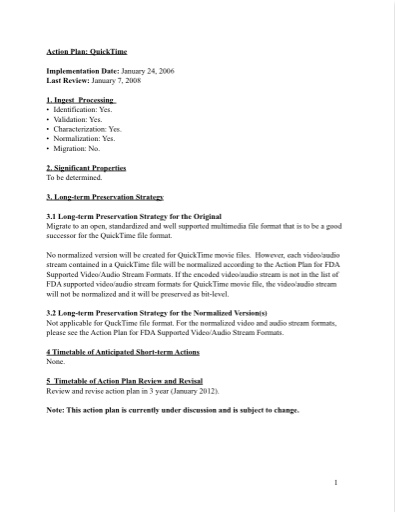 Action Plan: QuickTime
Implementation Date: January 24, 2006
Last Review: January 7, 2008
1. Ingest Processing
• Identification: Yes.
• Validation: Yes.
• Characterization: Yes.
• Normalization: Yes.
• Migration: No.
2. Significant Properties
To be determined.
3. Long-term Preservation Strategy
3.1 Long-term Preservation Strategy for the Original
Migrate to an open, standardized and well supported multimedia file format that is to be a good
successor for the QuickTime file format.
No normalized version will be created for QuickTime movie files. However, each video/audio
stream contained in a QuickTime file will be normalized according to the Action Plan for FDA
Supported Video/Audio Stream Formats. If the encoded video/audio stream is not in the list of
FDA supported video/audio stream formats for QuickTime movie file, the video/audio stream
will not be normalized and it will be preserved as bit-level.
3.2 Long-term Preservation Strategy for the Normalized Version(s)
Not applicable for QuckTime file format. For the normalized video and audio stream formats,
please see the Action Plan for FDA Supported Video/Audio Stream Formats.
4 Timetable of Anticipated Short-term Actions
None.
5 Timetable of Action Plan Review and Revisal
Review and revise action plan in 3 year (January 2012).
Note: This action plan is currently under discussion and is subject to change.
1